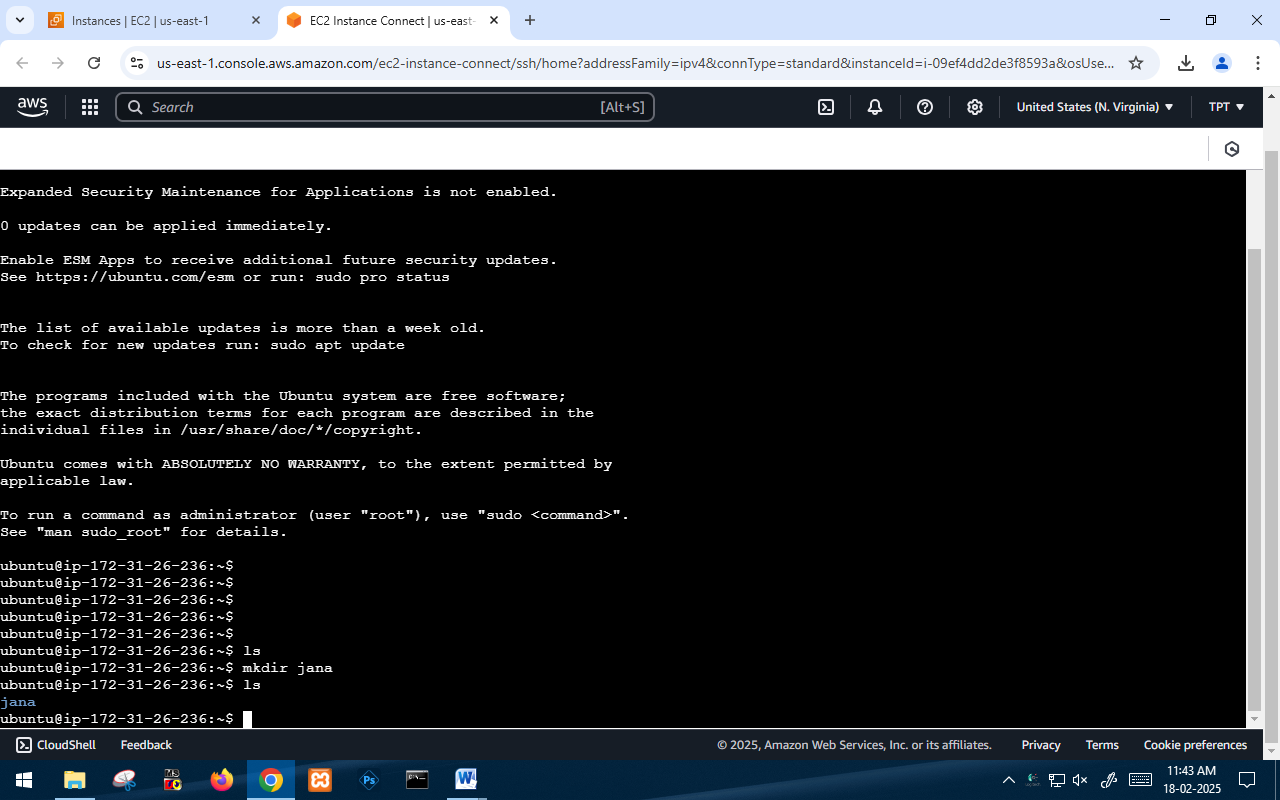 Instances | EC2 | us-east-1
EC2 Instance Connect | us-east-
us-east-1.console.aws.amazon.com/ec2-instance-connect/ssh/home?addressFamily=ipv4&connType=standard&instanceId=i-09ef4dd2de3f8593a&osUse...
aws
Search
[Alt+S]
United States (N. Virginia)
TPT
Expanded Security Maintenance for Applications is not enabled.
0 updates can be applied immediately.
Enable ESM Apps to receive additional future security updates.
See https://ubuntu.com/esm or run: sudo pro status
The list of available updates is more than a week old.
To check for new updates run: sudo apt update
The programs included with the Ubuntu system are free software;
the exact distribution terms for each program are described in the
individual files in /usr/share/doc/*/copyright.
Ubuntu comes with ABSOLUTELY NO WARRANTY, to the extent permitted by
applicable law.
To run a command as administrator (user "root"), use "sudo <command>".
See "man sudo_root" for details.
ubuntu@ip-172-31-26-236:~$
ubuntu@ip-172-31-26-236:~$
ubuntu@ip-172-31-26-236:~$
ubuntu@ip-172-31-26-236:~$
ubuntu@ip-172-31-26-236:~$
ubuntu@ip-172-31-26-236:~$ ls
ubuntu@ip-172-31-26-236:~$ mkdir jana
ubuntu@ip-172-31-26-236:~$ ls
jana
ubuntu@ip-172-31-26-236:~$
CloudShell
Feedback
© 2025, Amazon Web Services, Inc. or its affiliates.
Privacy
Terms
Cookie preferences
Ps
W
11:43 AM
18-02-2025